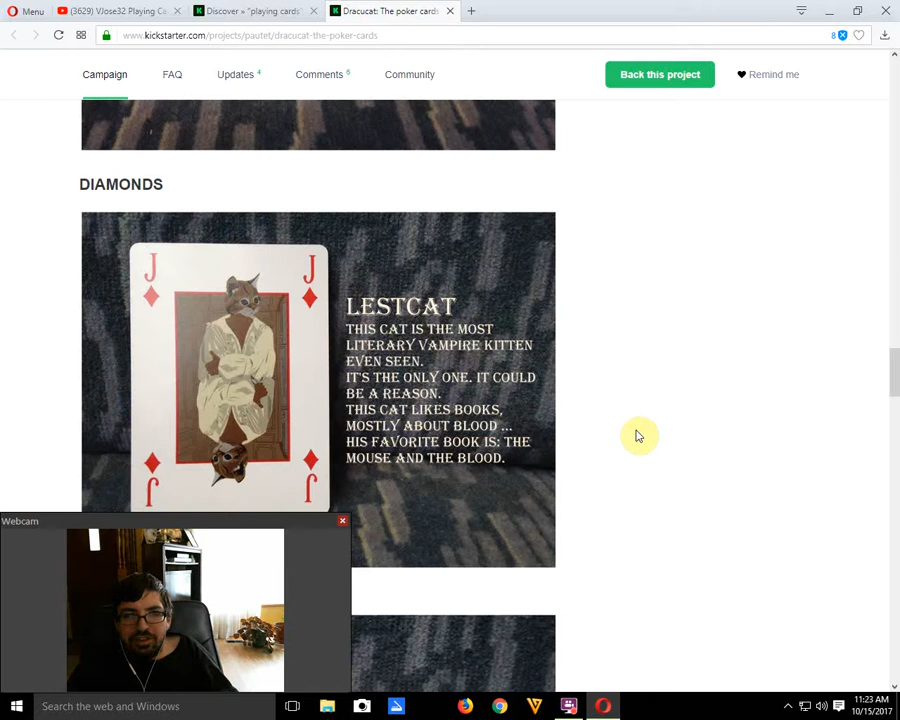 Menu
(3629) VJose32 Playing Ca
Discover » "playing cards"
Dracucat: The poker cards
www.kickstarter.com/projects/pautet/dracucat-the-poker-cards
8
Campaign
FAQ
Updates 4
Comments 6
Community
Back this project
Remind me
DIAMONDS
J J
LESTCAT
THIS CAT IS THE MOST
LITERARY VAMPIRE KITTEN
EVEN SEEN.
IT'S THE ONLY ONE. IT COULD
BE A REASON.
THIS CAT LIKES BOOKS,
MOSTLY ABOUT BLOOD ...
HIS FAVORITE BOOK IS: THE
MOUSE AND THE BLOOD.
J J
Webcam
Search the web and Windows
11:23 AM
10/15/2017